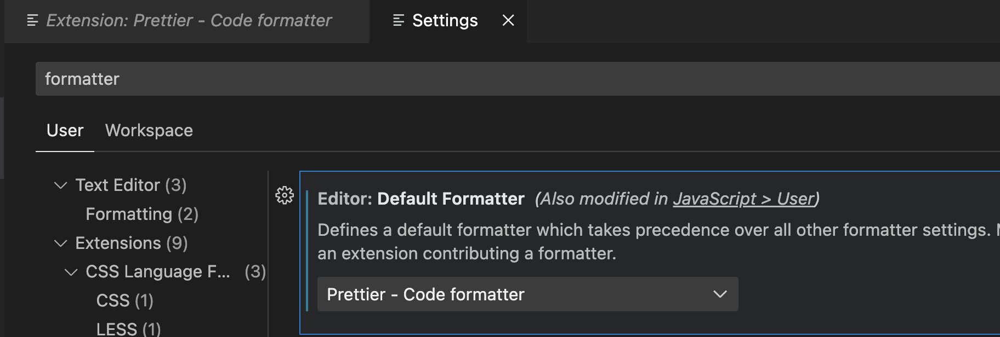 Extension: Prettier - Code formatter
Settings
formatter
User Workspace
Text Editor (3)
Formatting (2)
Extensions (9)
CSS Language F... (3)
CSS (1)
LESS (1)
Editor: Default Formatter (Also modified in JavaScript > User)
Defines a default formatter which takes precedence over all other formatter settings.
an extension contributing a formatter.
Prettier - Code formatter